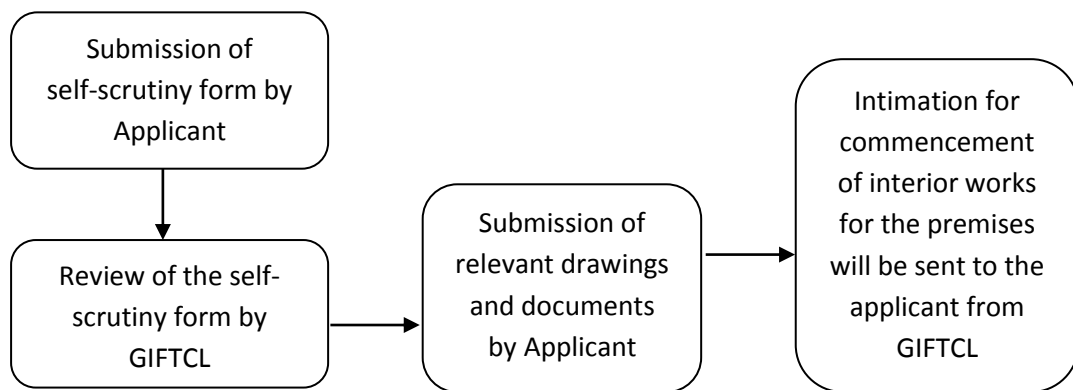 Submission of
self-scrutiny form by
Applicant
Review of the self-
scrutiny form by
GIFTCL
Submission of
relevant drawings
and documents
by Applicant
Intimation for
commencement
of interior works
for the premises
will be sent to the
applicant from
GIFTCL